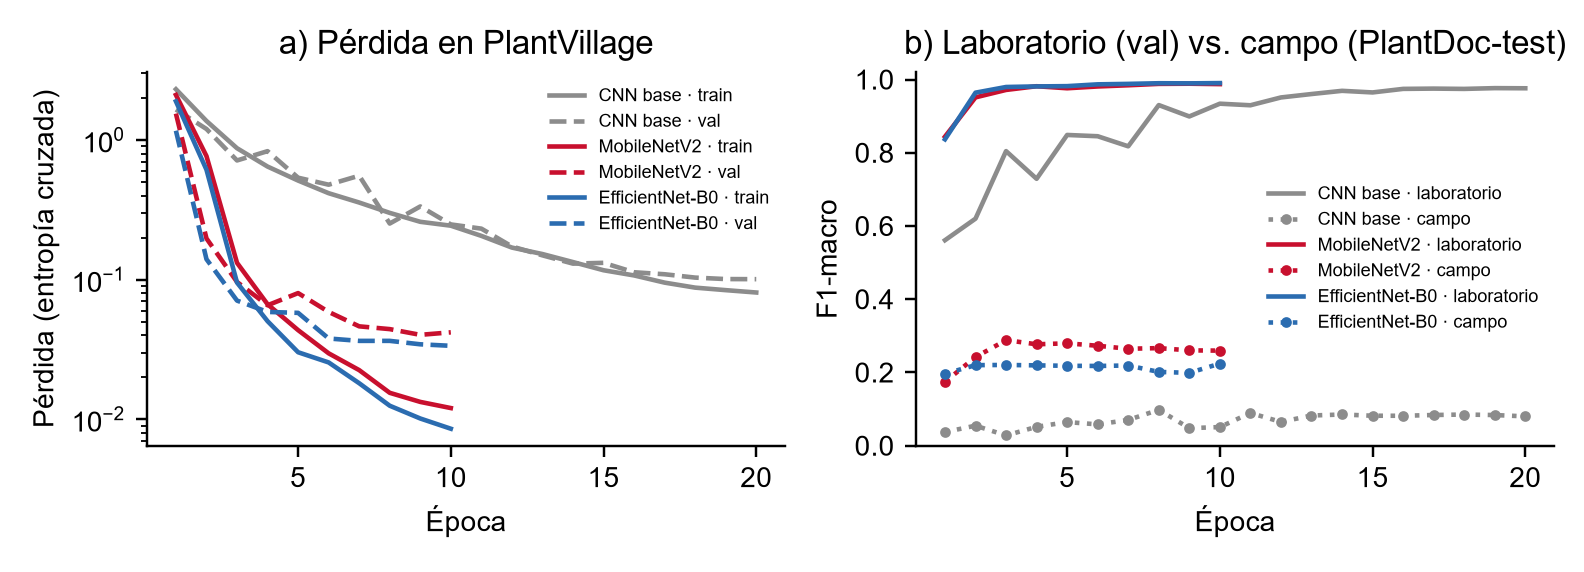 a) Pérdida en PlantVillage
Pérdida (entropía cruzada)
10^0
10^-1
10^-2
CNN base · train
CNN base · val
MobileNetV2 · train
MobileNetV2 · val
EfficientNet-B0 · train
EfficientNet-B0 · val
5 10 15 20
Época
b) Laboratorio (val) vs. campo (PlantDoc-test)
F1-macro
1.0
0.8
0.6
0.4
0.2
0.0
CNN base · laboratorio
CNN base · campo
MobileNetV2 · laboratorio
MobileNetV2 · campo
EfficientNet-B0 · laboratorio
EfficientNet-B0 · campo
5 10 15 20
Época